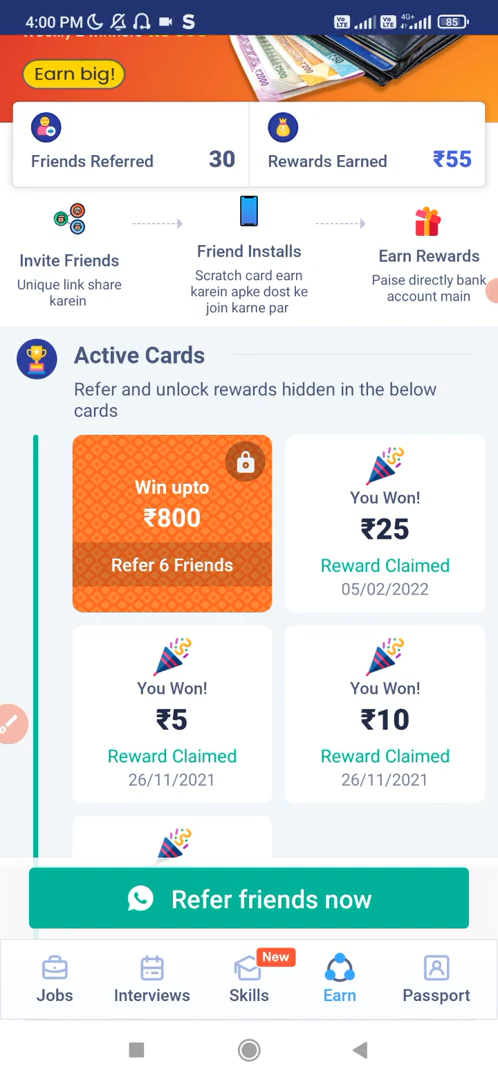 4:00 PM
4G+
85
Earn big!
Friends Referred 30
Rewards Earned ₹55
Invite Friends
Unique link share
karein
Friend Installs
Scratch card earn
karein apke dost ke
join karne par
Earn Rewards
Paise directly bank
account main
Active Cards
Refer and unlock rewards hidden in the below
cards
Win upto
₹800
Refer 6 Friends
You Won!
₹25
Reward Claimed
05/02/2022
You Won!
₹5
Reward Claimed
26/11/2021
You Won!
₹10
Reward Claimed
26/11/2021
Refer friends now
New
Jobs
Interviews
Skills
Earn
Passport